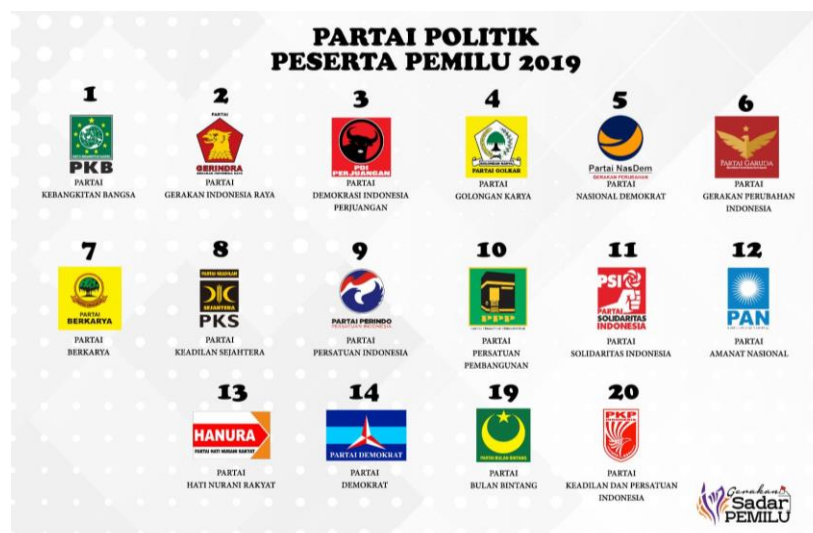 PARTAI POLITIK
PESERTA PEMILU 2019
1
PKB
PARTAI
KEBANGKITAN BANGSA
2
PARTAI
GERINDRA
GERAKAN INDONESIA RAYA
PARTAI
GERAKAN INDONESIA RAYA
3
PDI
PERJUANGAN
PARTAI
DEMOKRASI INDONESIA
PERJUANGAN
4
PARTAI GOLKAR
PARTAI
GOLONGAN KARYA
5
Partai NasDem
GERAKAN PERUBAHAN
PARTAI
NASIONAL DEMOKRAT
6
PARTAI GARUDA
PARTAI
GERAKAN PERUBAHAN
INDONESIA
7
PARTAI
BERKARYA
PARTAI
BERKARYA
8
PARTAI KEADILAN
SEJAHTERA
PKS
PARTAI
KEADILAN SEJAHTERA
9
PARTAI PERINDO
PERSATUAN INDONESIA
PARTAI
PERSATUAN INDONESIA
10
PPP
PARTAI
PERSATUAN
PEMBANGUNAN
11
PSI
PARTAI
SOLIDARITAS
INDONESIA
PARTAI
SOLIDARITAS INDONESIA
12
PAN
PARTAI
AMANAT NASIONAL
13
HANURA
PARTAI HATI NURANI RAKYAT
PARTAI
HATI NURANI RAKYAT
14
PARTAI DEMOKRAT
PARTAI
DEMOKRAT
19
PARTAI BULAN BINTANG
PARTAI
BULAN BINTANG
20
PKP
INDONESIA
PARTAI
KEADILAN DAN PERSATUAN
INDONESIA
Gerakan
Sadar
PEMILU